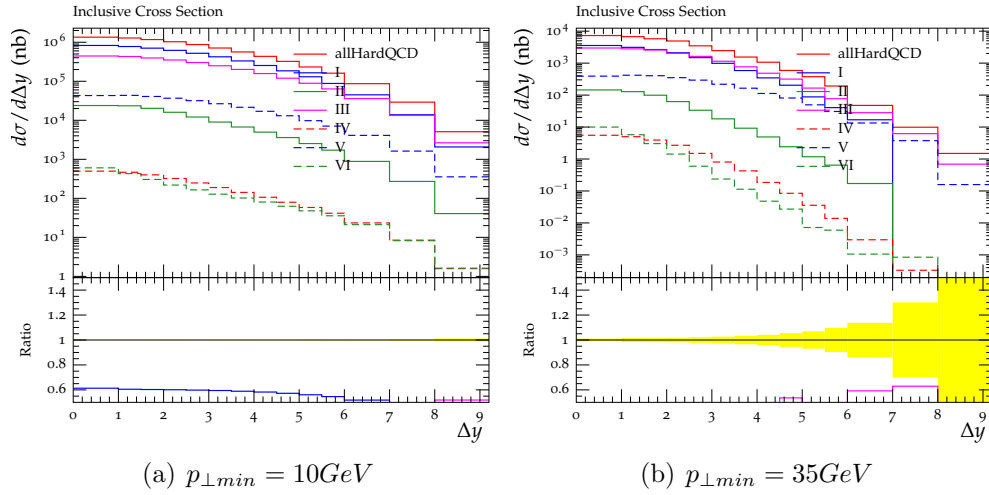 Inclusive Cross Section
dσ/dΔy (nb)
10^6
10^5
10^4
10^3
10^2
10^1
1
allHardQCD
I
II
III
IV
V
VI
Ratio
1.4
1.2
1
0.8
0.6
0 1 2 3 4 5 6 7 8 9
Δy
(a) p⊥min = 10GeV
Inclusive Cross Section
dσ/dΔy (nb)
10^4
10^3
10^2
10^1
1
10^−1
10^−2
10^−3
allHardQCD
I
II
III
IV
V
VI
Ratio
1.4
1.2
1
0.8
0.6
0 1 2 3 4 5 6 7 8 9
Δy
(b) p⊥min = 35GeV